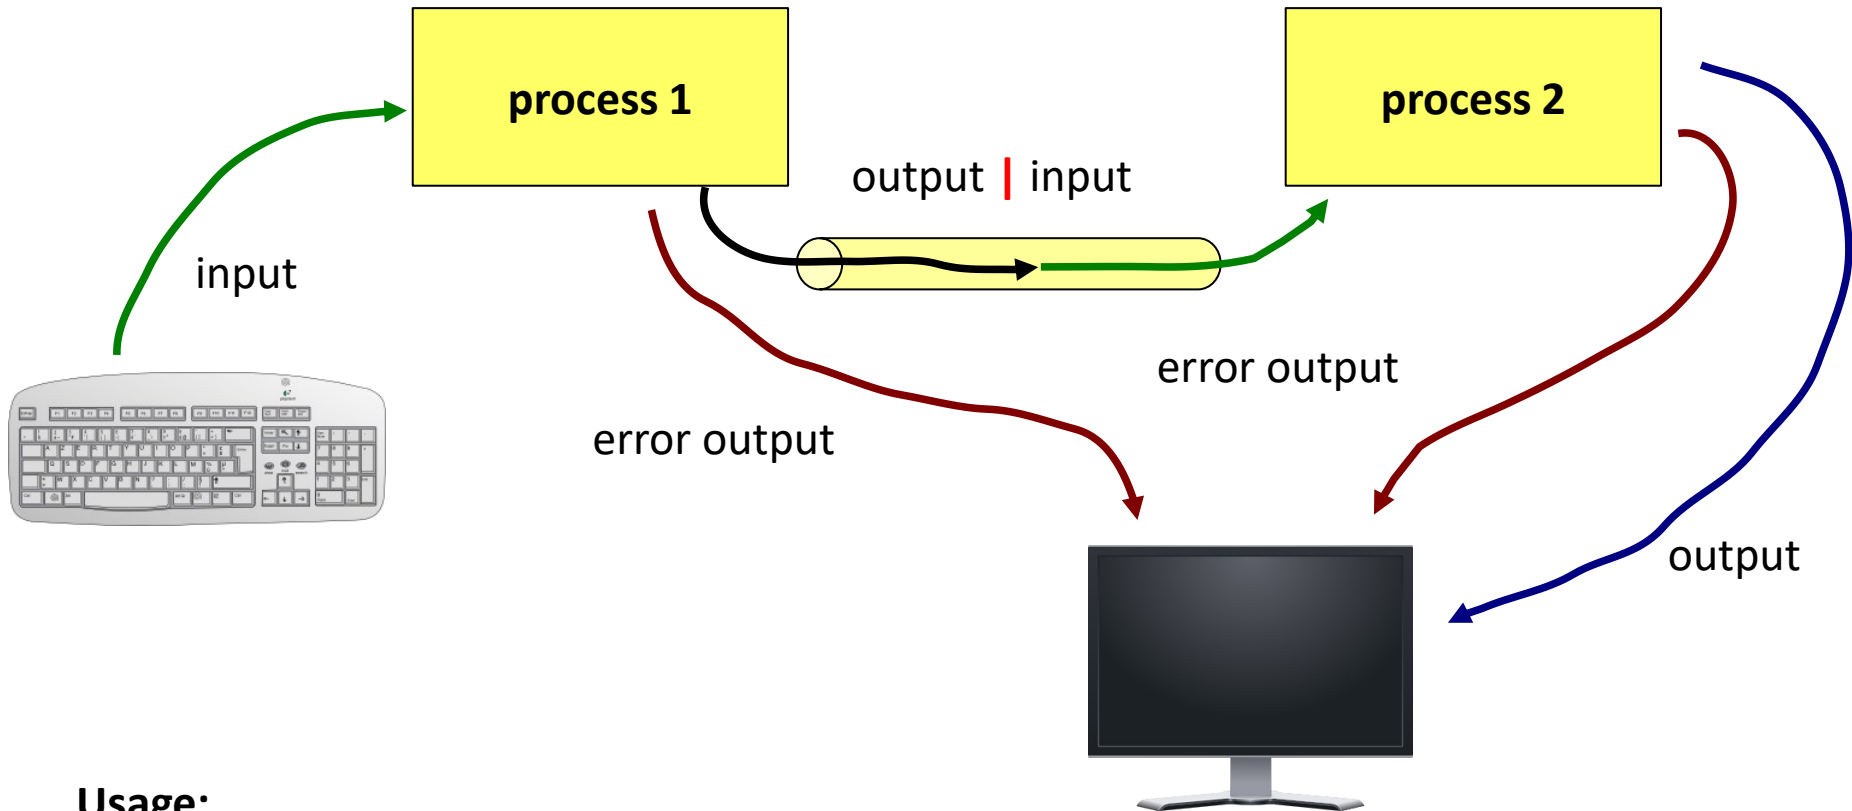 process 1
process 2
output | input
input
error output
error output
output
Usage: